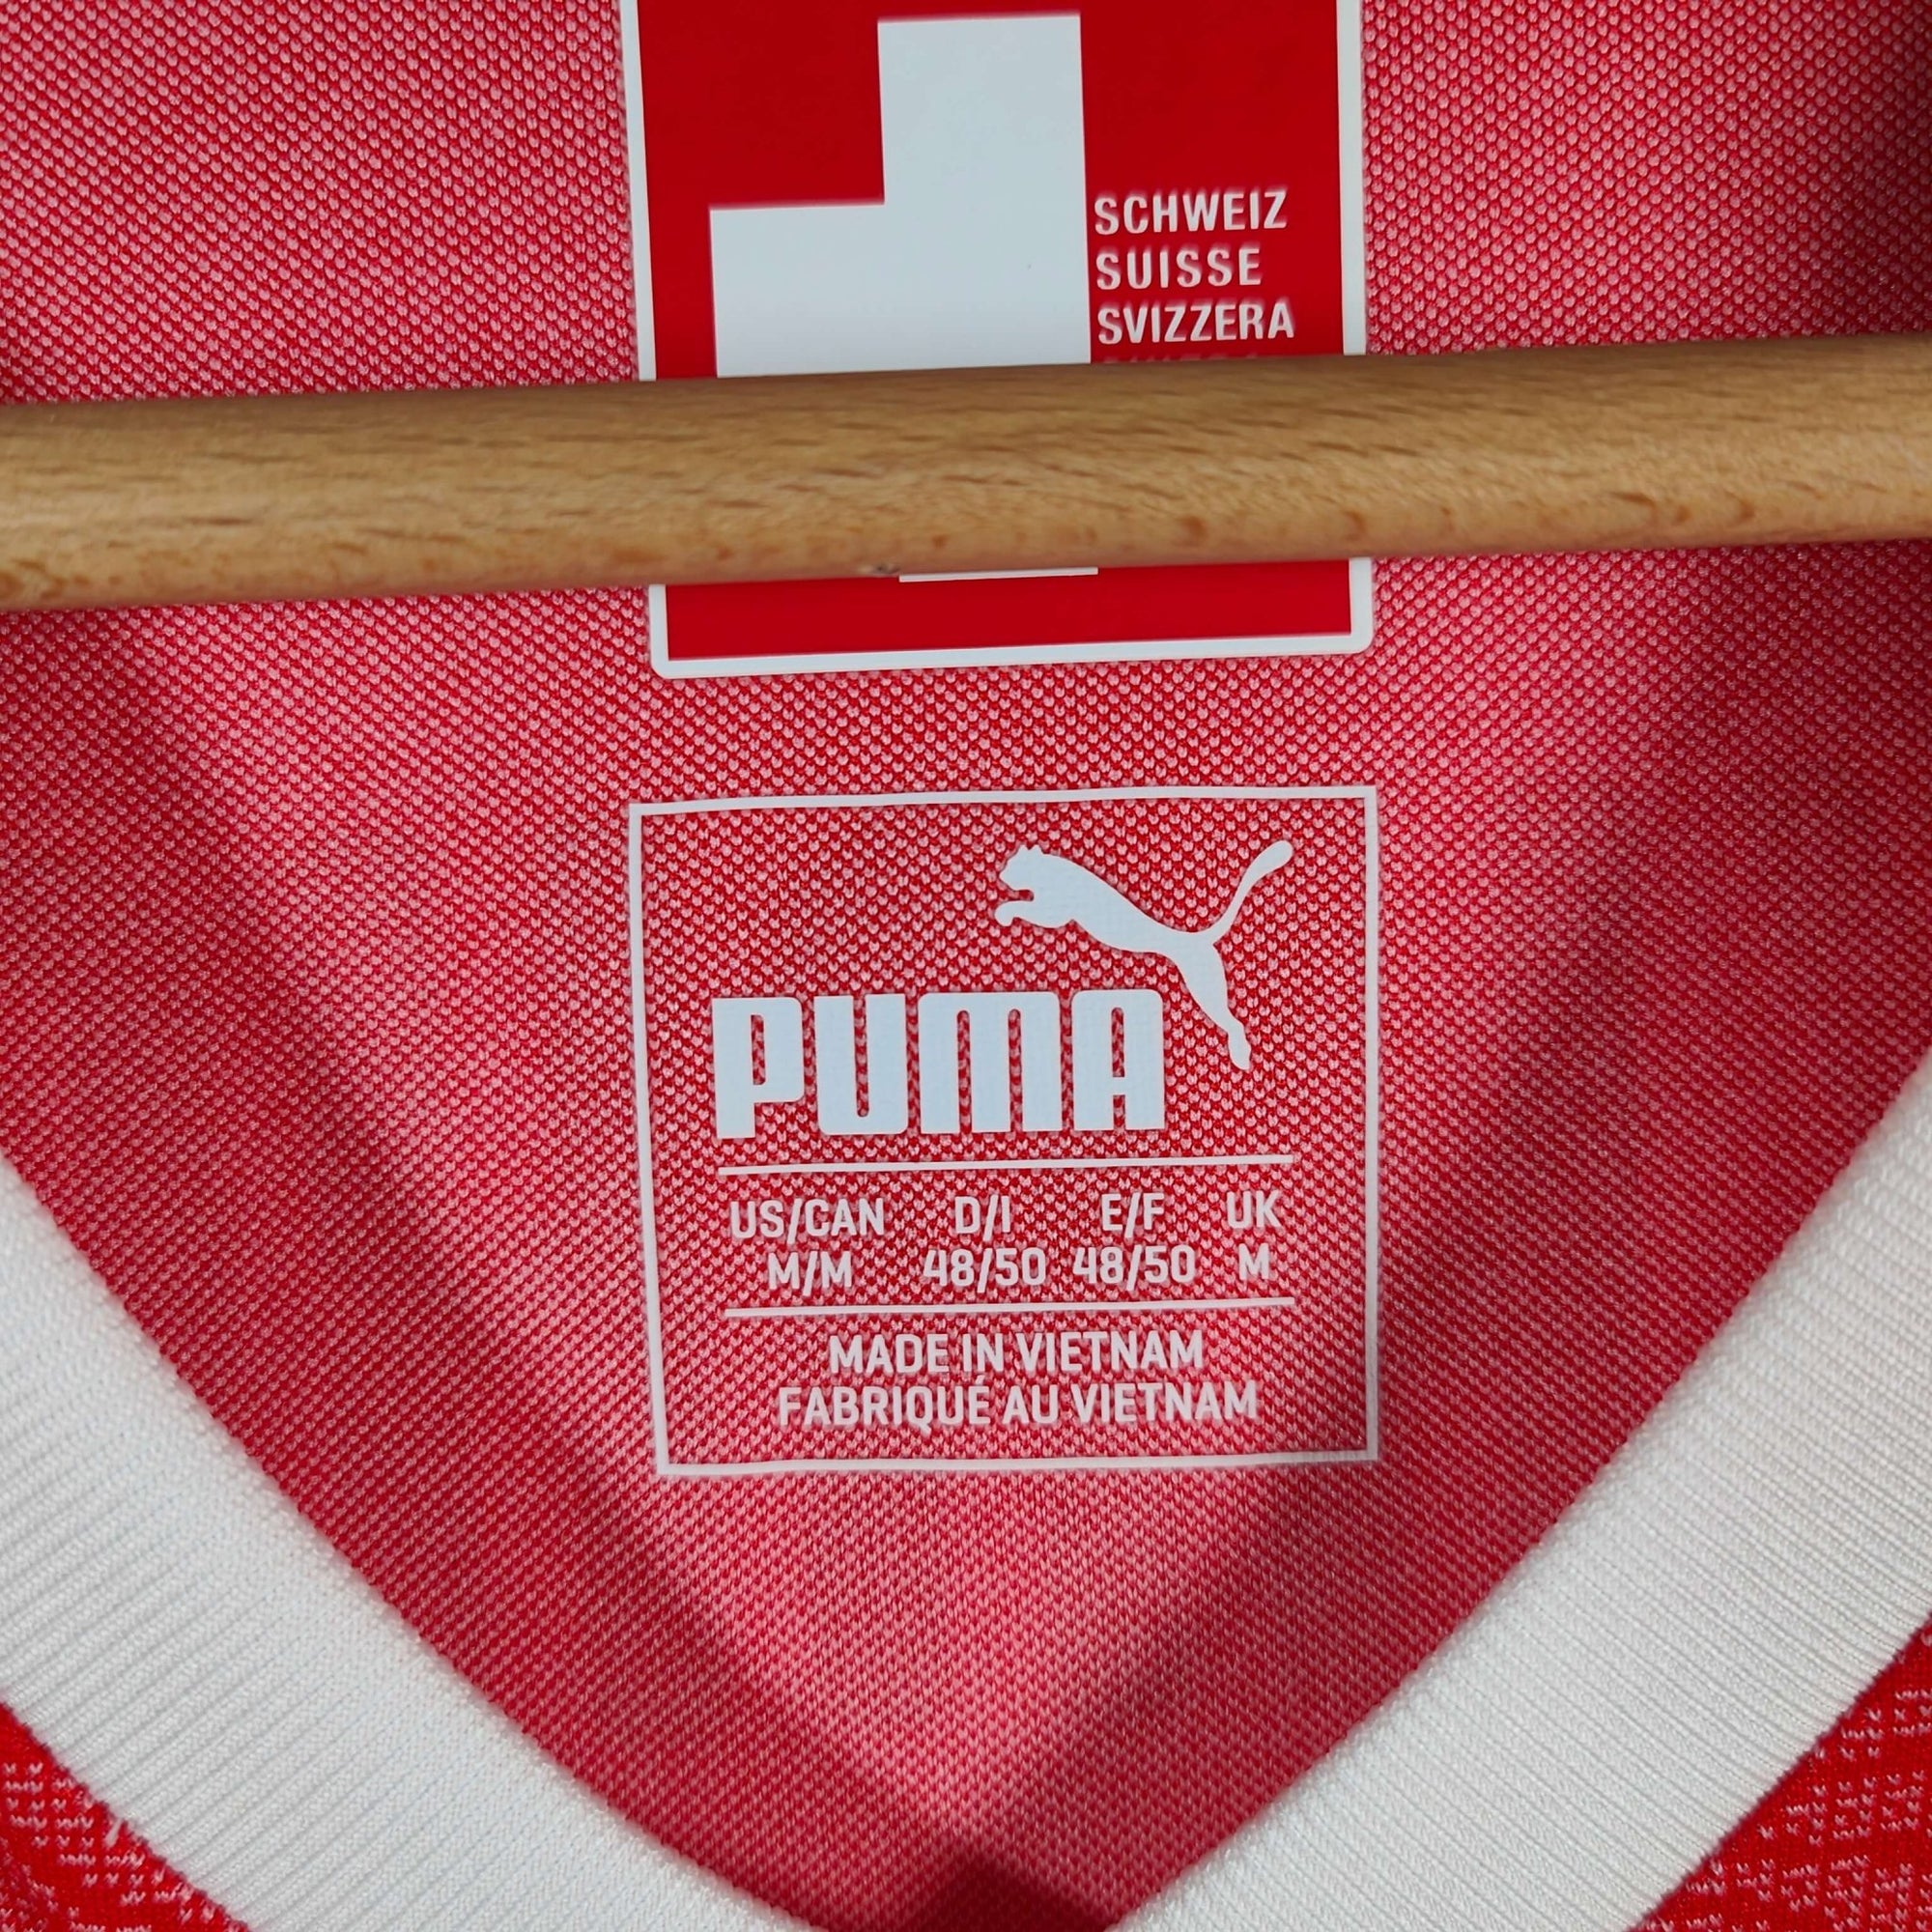 SCHWEIZ
SUISSE
SVIZZERA
PUMA
US/CAN D/I E/F UK
M/M 48/50 48/50 M
MADE IN VIETNAM
FABRIQUÉ AU VIETNAM